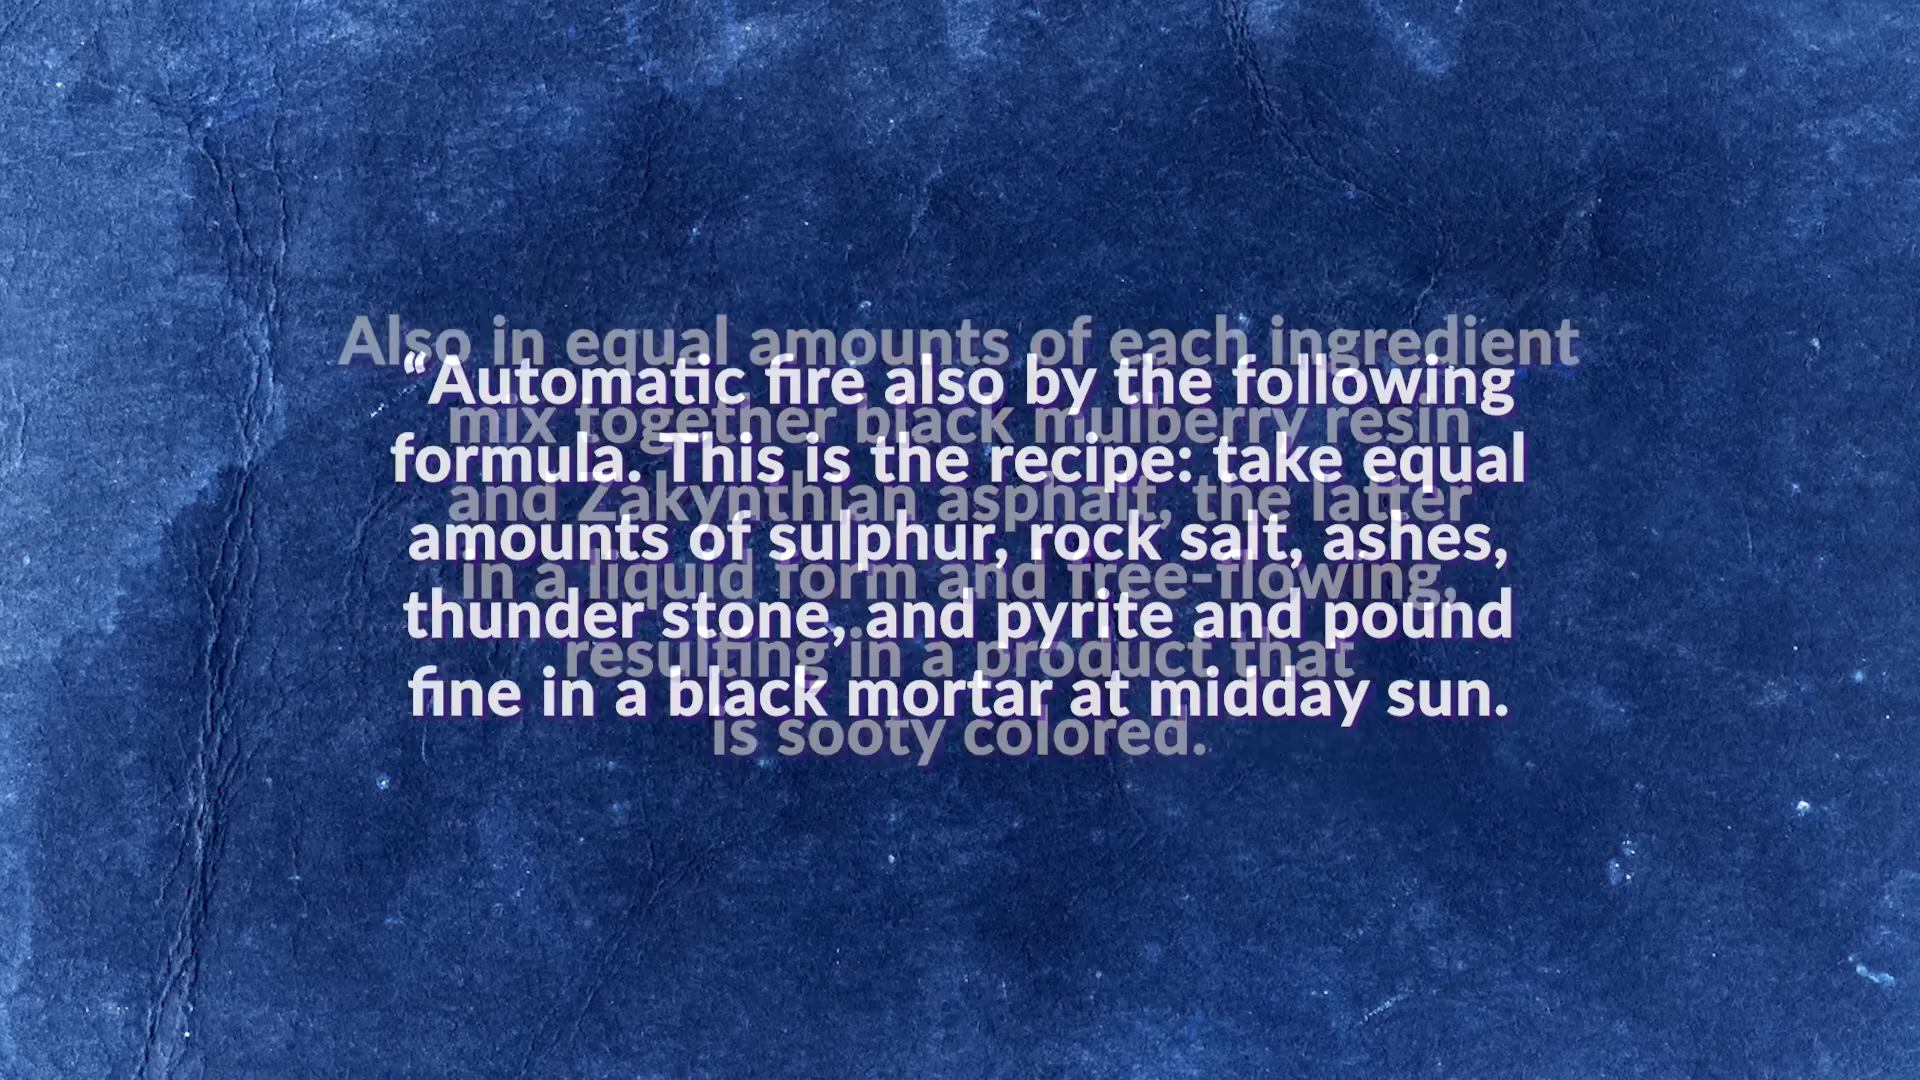 “Automatic fire also by the following
formula. This is the recipe: take equal
amounts of sulphur, rock salt, ashes,
thunder stone, and pyrite and pound
fine in a black mortar at midday sun.
Also in equal amounts of each ingredient
mix together black mulberry resin
and Zakynthian asphalt, the latter
in a liquid form and free-flowing,
resulting in a product that
is sooty colored.